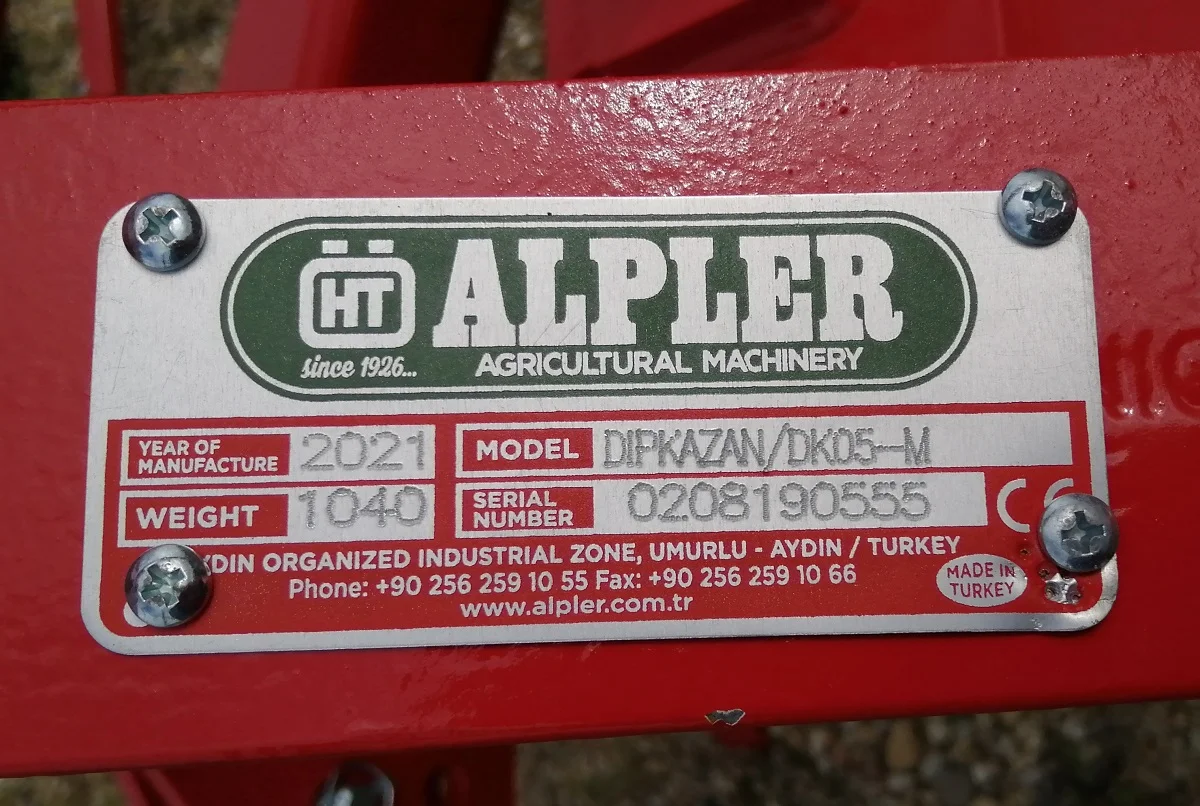 HT
ALPLER
since 1926...
AGRICULTURAL MACHINERY
YEAR OF
MANUFACTURE
2021
MODEL
DIPKAZAN/DK05-M
WEIGHT
1040
SERIAL
NUMBER
0208190555
CE
ORGANIZED INDUSTRIAL ZONE, UMURLU - AYDIN / TURKEY
Phone: +90 256 259 10 55 Fax: +90 256 259 10 66
www.alpler.com.tr
MADE IN
TURKEY